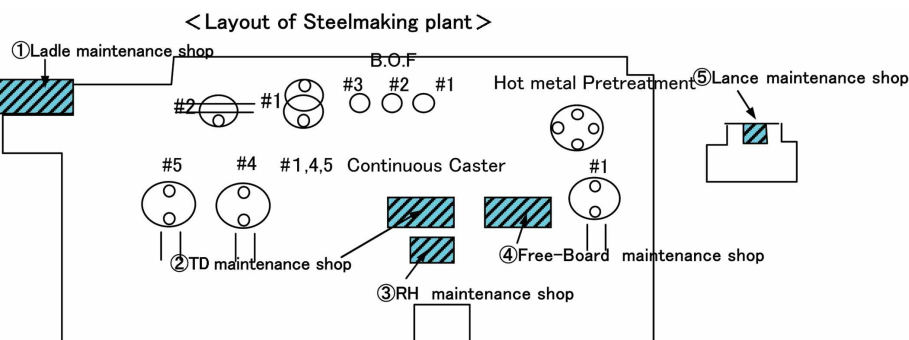 <Layout of Steelmaking plant>
①Ladle maintenance shop
B.O.F
#3 #2 #1
Hot metal Pretreatment
⑤Lance maintenance shop
#2
#1
#5
#4
#1,4,5 Continuous Caster
#1
②TD maintenance shop
④Free-Board maintenance shop
③RH maintenance shop